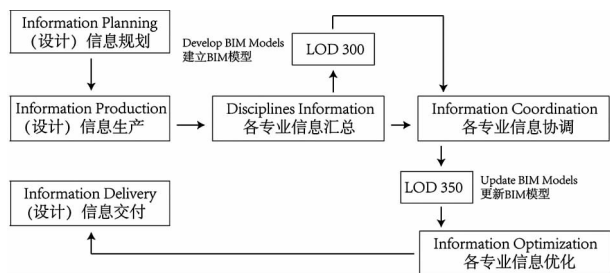 Information Planning
（设计）信息规划
Develop BIM Models
建立BIM模型
LOD 300
Information Production
（设计）信息生产
Disciplines Information
各专业信息汇总
Information Coordination
各专业信息协调
LOD 350
Update BIM Models
更新BIM模型
Information Delivery
（设计）信息交付
Information Optimization
各专业信息优化